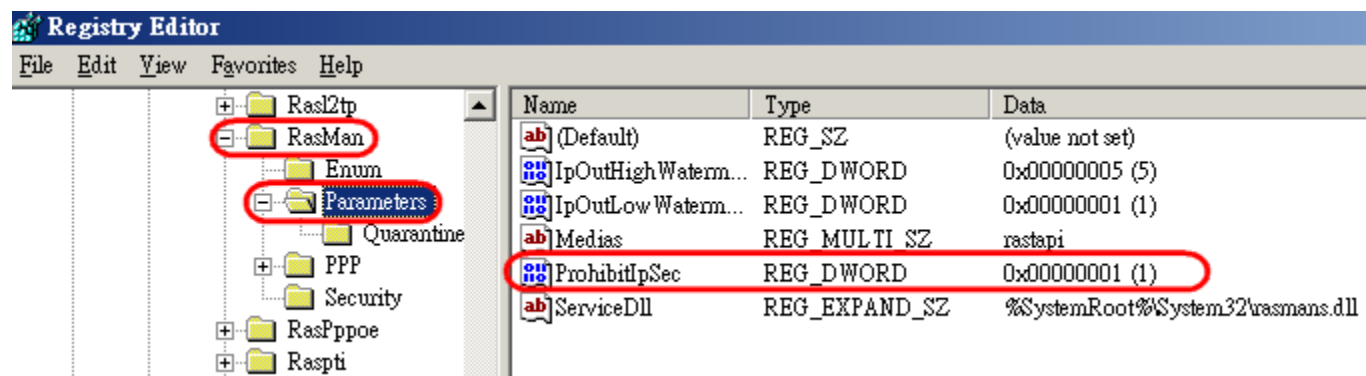 Registry Editor
File Edit View Favorites Help
Rasl2tp
RasMan
Enum
Parameters
Quarantine
PPP
Security
RasPppoe
Raspti
Name Type Data
(Default) REG_SZ (value not set)
IpOutHighWaterm... REG_DWORD 0x00000005 (5)
IpOutLowWaterm... REG_DWORD 0x00000001 (1)
Medias REG_MULTI_SZ rastapi
ProhibitIpSec REG_DWORD 0x00000001 (1)
ServiceDll REG_EXPAND_SZ %SystemRoot%\System32\rasmans.dll